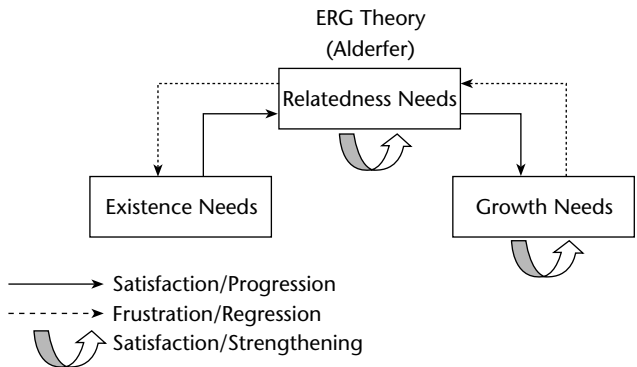 ERG Theory
(Alderfer)
Relatedness Needs
Existence Needs
Growth Needs
Satisfaction/Progression
Frustration/Regression
Satisfaction/Strengthening